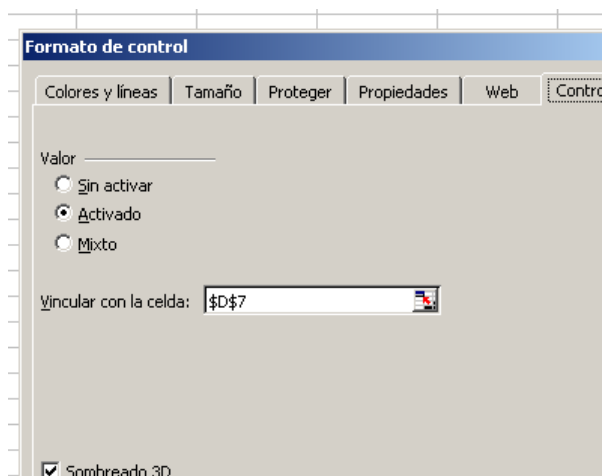 Formato de control
Colores y líneas Tamaño Proteger Propiedades Web Contro
Valor
Sin activar
Activado
Mixto
Vincular con la celda: $D$7
Sombreado 3D